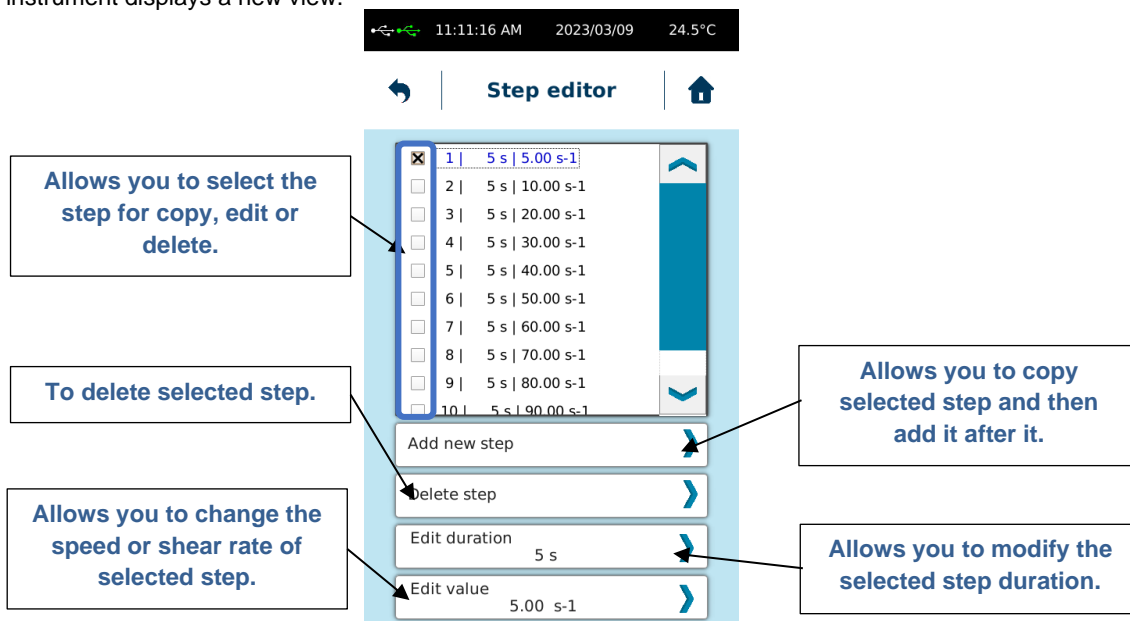 instrument displays a new view.
11:11:16 AM 2023/03/09 24.5°C
Step editor
1 | 5 s | 5.00 s-1
2 | 5 s | 10.00 s-1
3 | 5 s | 20.00 s-1
4 | 5 s | 30.00 s-1
5 | 5 s | 40.00 s-1
6 | 5 s | 50.00 s-1
7 | 5 s | 60.00 s-1
8 | 5 s | 70.00 s-1
9 | 5 s | 80.00 s-1
10 | 5 s | 90.00 s-1
Add new step
Delete step
Edit duration
5 s
Edit value
5.00 s-1
Allows you to select the
step for copy, edit or
delete.
To delete selected step.
Allows you to change the
speed or shear rate of
selected step.
Allows you to copy
selected step and then
add it after it.
Allows you to modify the
selected step duration.